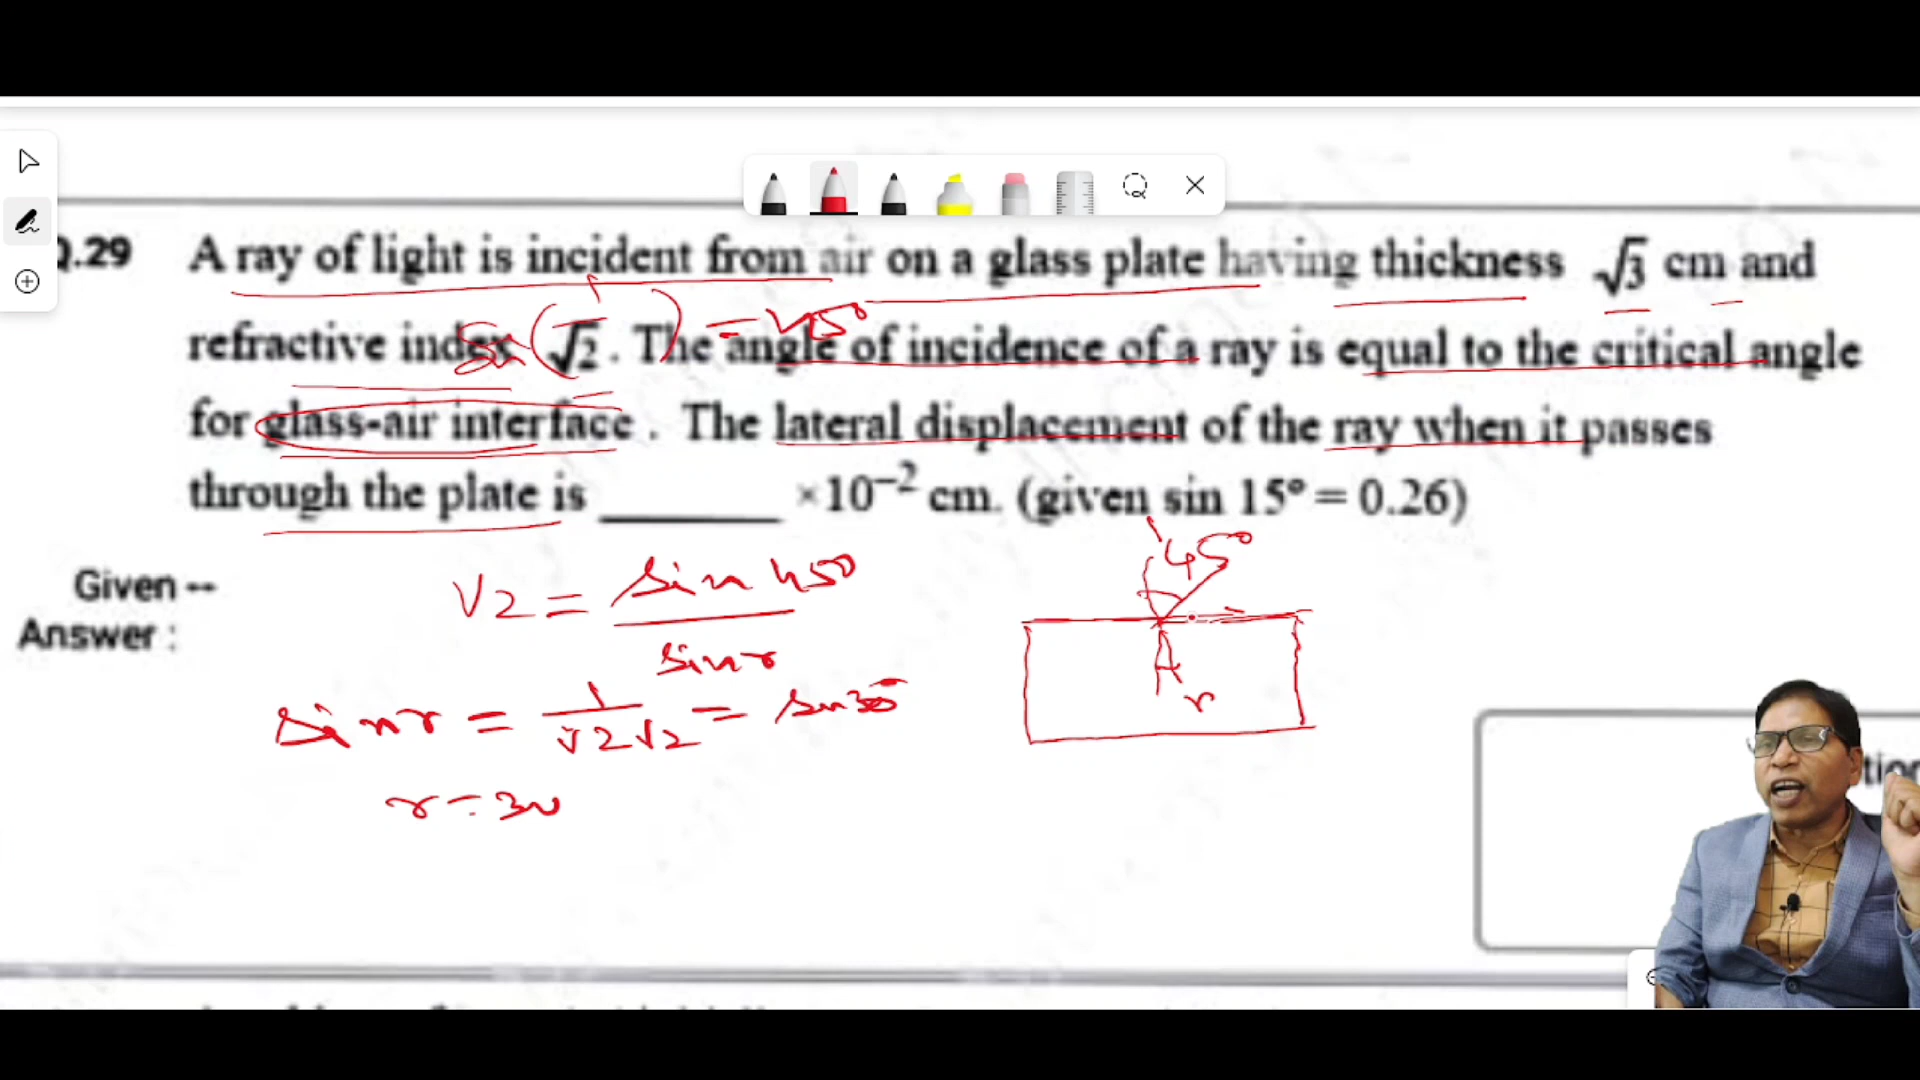 Q.29 A ray of light is incident from air on a glass plate having thickness √3 cm and
refractive index √2. The angle of incidence of a ray is equal to the critical angle
for glass-air interface. The lateral displacement of the ray when it passes
through the plate is ______ ×10⁻² cm. (given sin 15° = 0.26)
sin(1/√2) = 45°
Given --
Answer :
√2 = sin 45° / sin r
sin r = 1/√2√2 = sin 30°
r = 30
45°
A
r